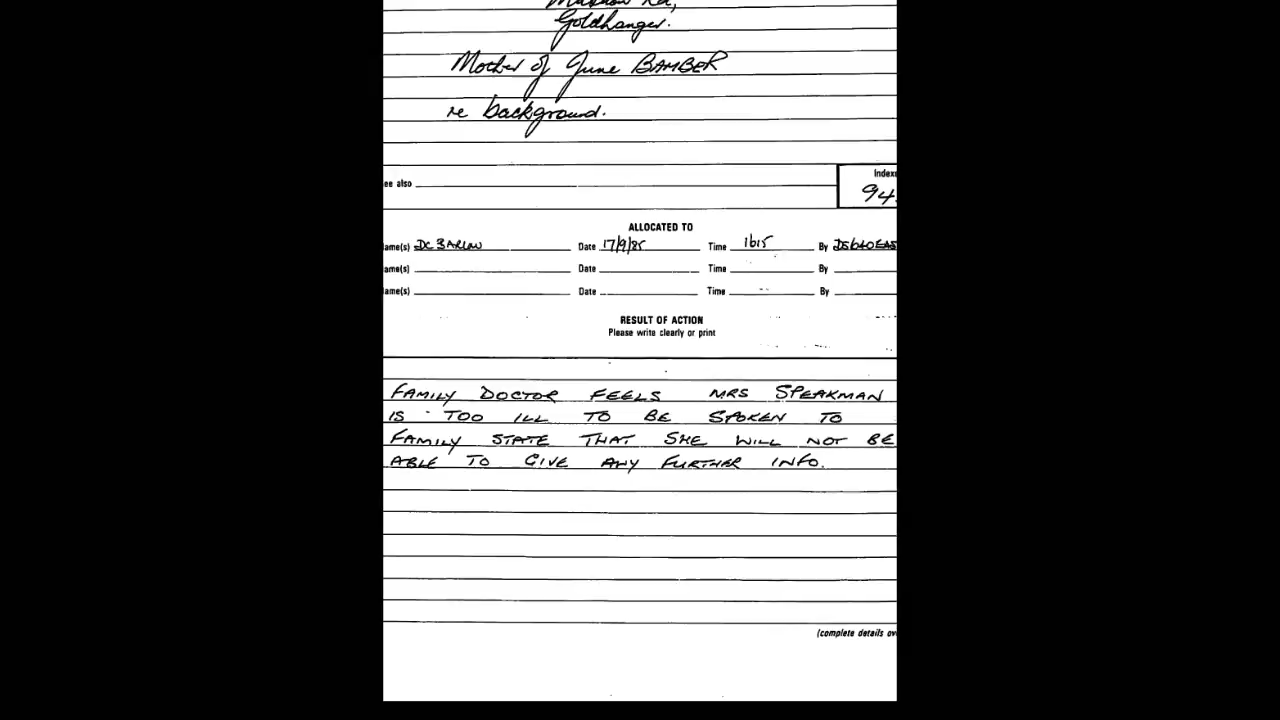 Goldhanger.
Mother of June BAMBER
re background.
ee also
Index
94
ALLOCATED TO
ame(s) DC BARLOW Date 17/9/85 Time 1615 By
ame(s) Date Time By
ame(s) Date Time By
RESULT OF ACTION
Please write clearly or print
FAMILY DOCTOR FEELS MRS SPEAKMAN
IS TOO ILL TO BE SPOKEN TO
FAMILY STATE THAT SHE WILL NOT BE
ABLE TO GIVE ANY FURTHER INFO.
(complete details ov